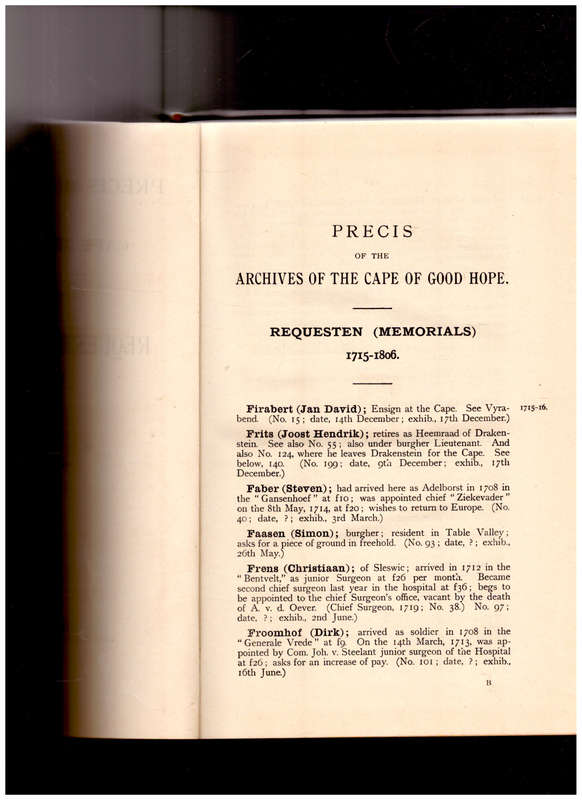 PRECIS
OF THE
ARCHIVES OF THE CAPE OF GOOD HOPE.
REQUESTEN (MEMORIALS)
1715-1806.
Firabert (Jan David); Ensign at the Cape. See Vyra- 1715-16.
bend. (No. 15; date, 14th December; exhib., 17th December.)
Frits (Joost Hendrik); retires as Heemraad of Draken-
stein. See also No. 55; also under burgher Lieutenant. And
also No. 124, where he leaves Drakenstein for the Cape. See
below, 140. (No. 199; date, 9th December; exhib., 17th
December.)
Faber (Steven); had arrived here as Adelborst in 1708 in
the "Gansenhoef" at f10; was appointed chief "Ziekevader"
on the 8th May, 1714, at f20; wishes to return to Europe. (No.
40; date, ?; exhib., 3rd March.)
Faasen (Simon); burgher; resident in Table Valley;
asks for a piece of ground in freehold. (No. 93; date, ?; exhib.,
26th May.)
Frens (Christiaan); of Sleswic; arrived in 1712 in the
"Bentvelt," as junior Surgeon at f26 per month. Became
second chief surgeon last year in the hospital at f36; begs to
be appointed to the chief Surgeon's office, vacant by the death
of A. v. d. Oever. (Chief Surgeon, 1719; No. 38.) No. 97;
date, ?; exhib., 2nd June.)
Froomhof (Dirk); arrived as soldier in 1708 in the
"Generale Vrede" at f9. On the 14th March, 1713, was ap-
pointed by Com. Joh. v. Steelant junior surgeon of the Hospital
at f26; asks for an increase of pay. (No. 101; date, ?; exhib.,
16th June.)
B